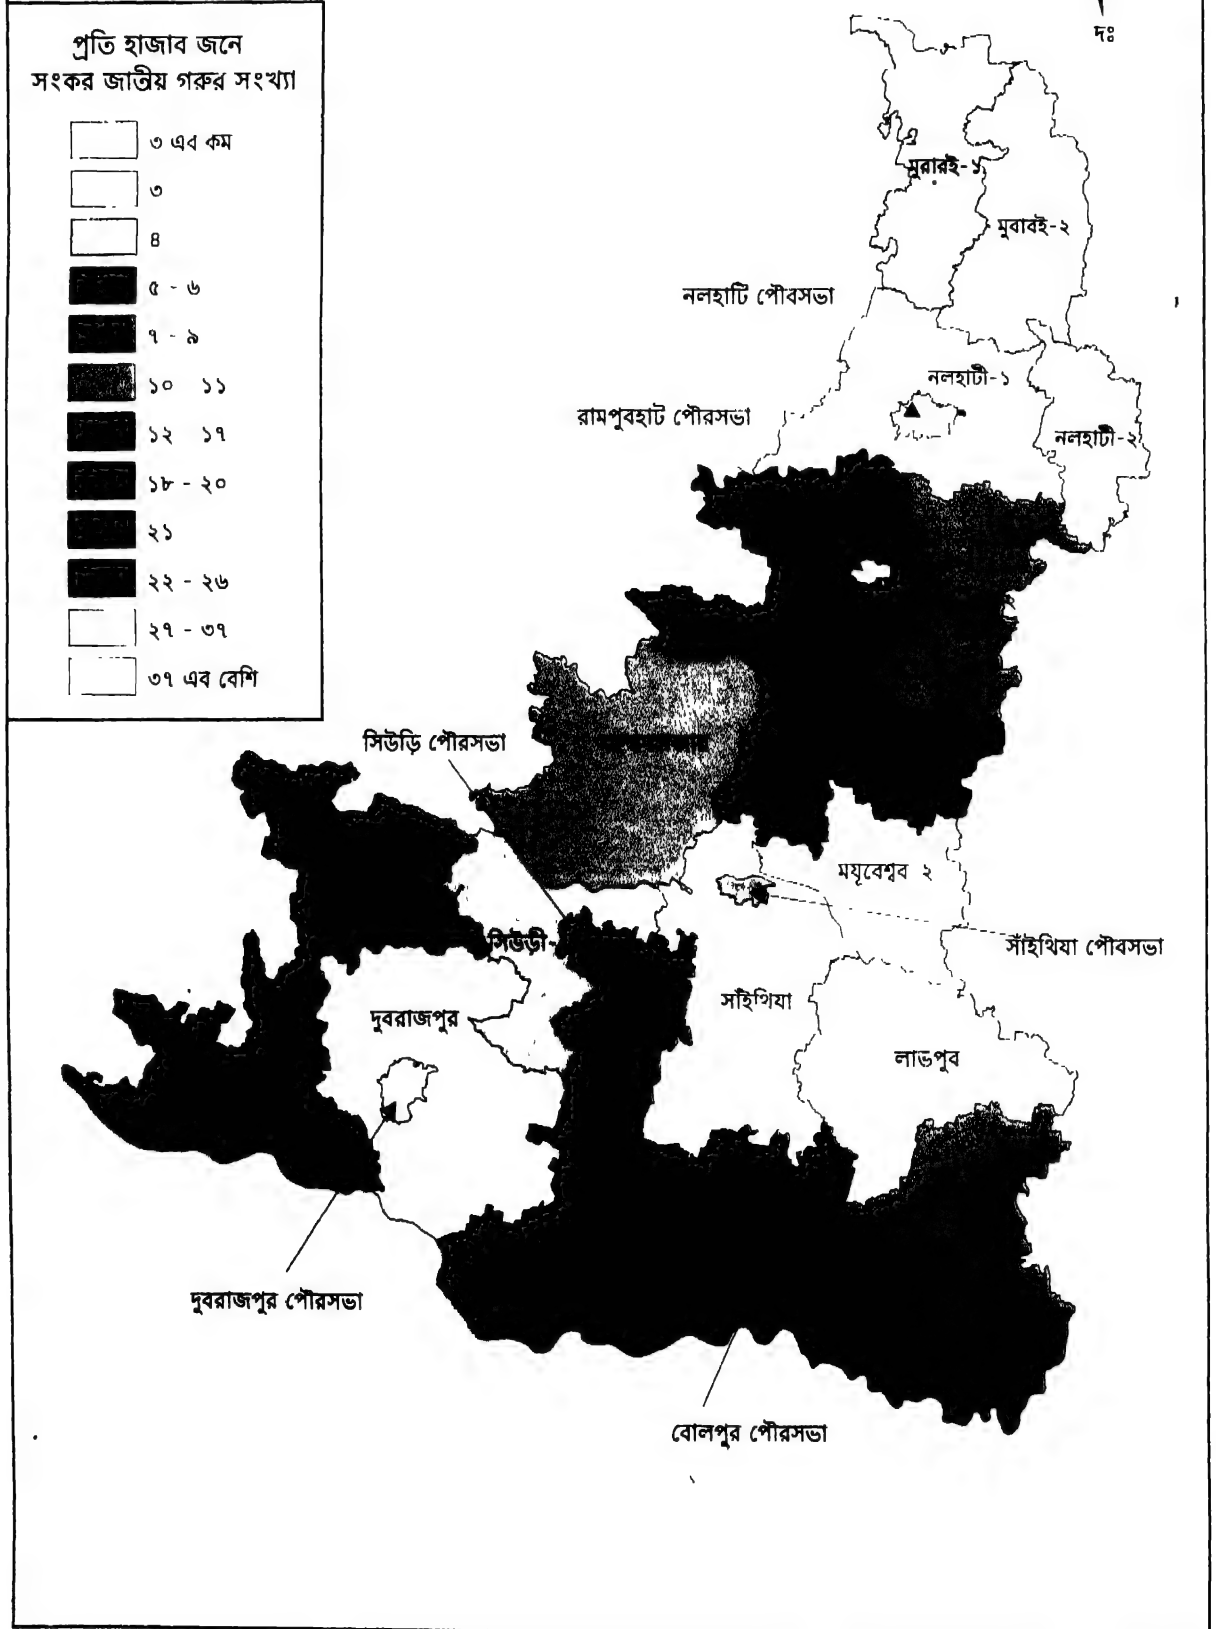 দঃ
প্রতি হাজাব জনে
সংকর জাতীয় গরুর সংখ্যা
৩ এব কম
৩
৪
৫ - ৬
৭ - ৯
১০ ১১
১২ ১৭
১৮ - ২০
২১
২২ - ২৬
২৭ - ৩৭
৩৭ এব বেশি
মুরারই-১
মুবাবই-২
নলহাটি পৌবসভা
নলহাটী-১
রামপুবহাট পৌরসভা
নলহাটী-২
সিউড়ি পৌরসভা
ময়ূবেশ্বব ২
সিউড়ী-
সাঁইথিযা পৌবসভা
সাঁইথিয়া
দুবরাজপুর
লাভপুব
দুবরাজপুর পৌরসভা
বোলপুর পৌরসভা